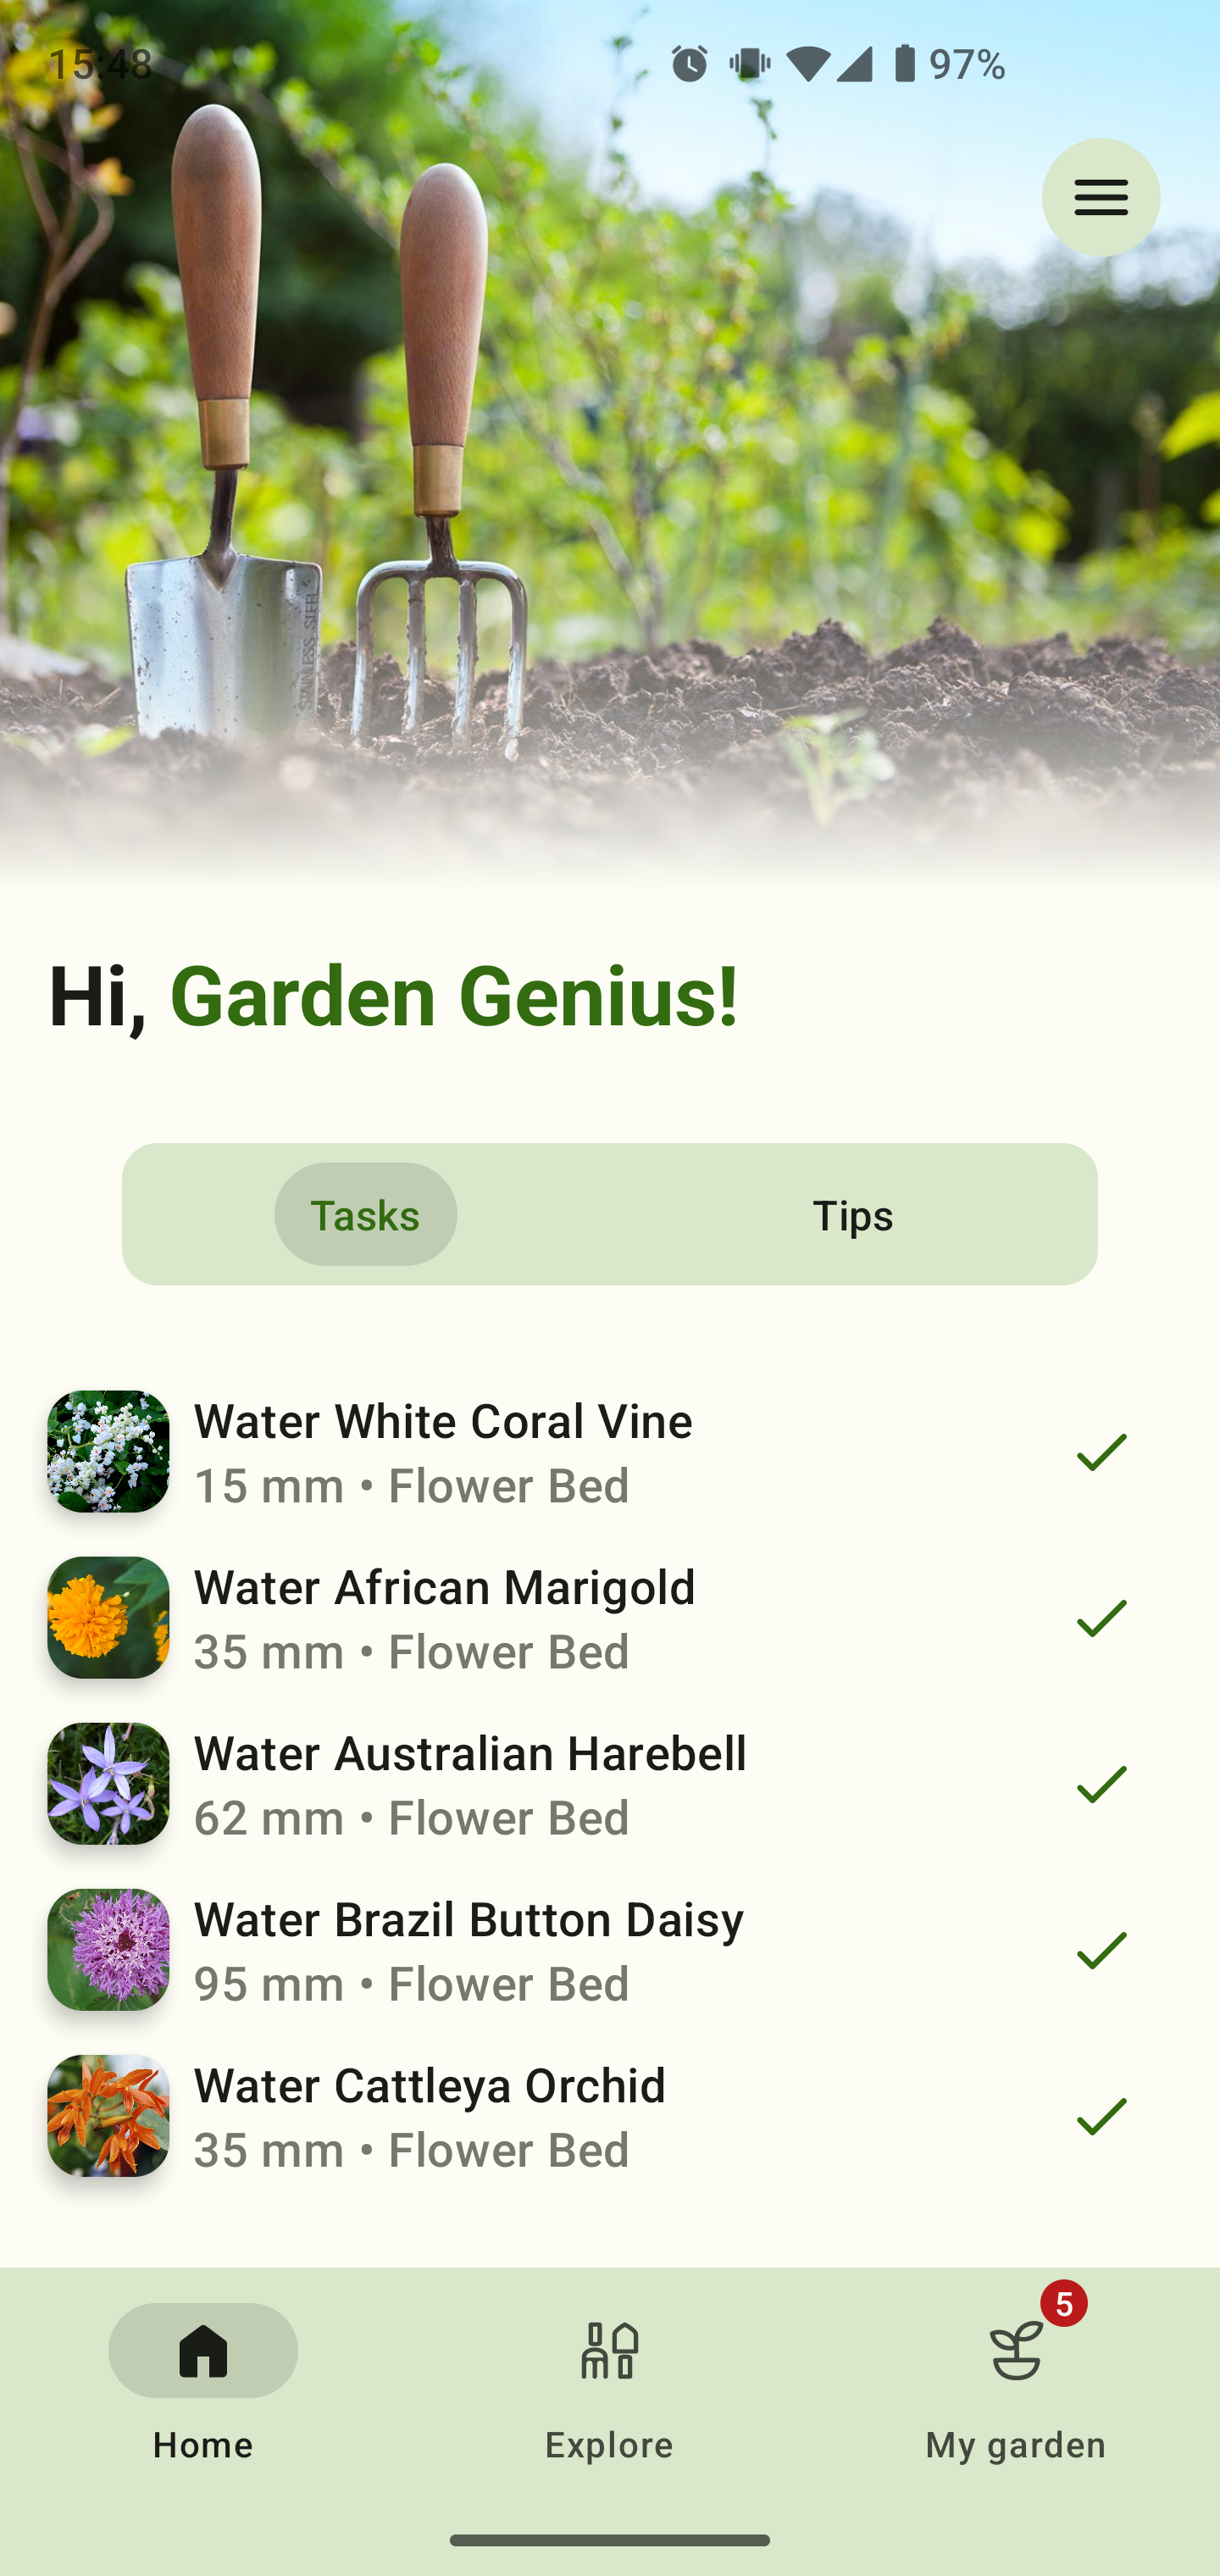 15:48
97%
STAINLESS STEEL
Hi, Garden Genius!
Tasks
Tips
Water White Coral Vine
15 mm • Flower Bed
Water African Marigold
35 mm • Flower Bed
Water Australian Harebell
62 mm • Flower Bed
Water Brazil Button Daisy
95 mm • Flower Bed
Water Cattleya Orchid
35 mm • Flower Bed
5
Home
Explore
My garden